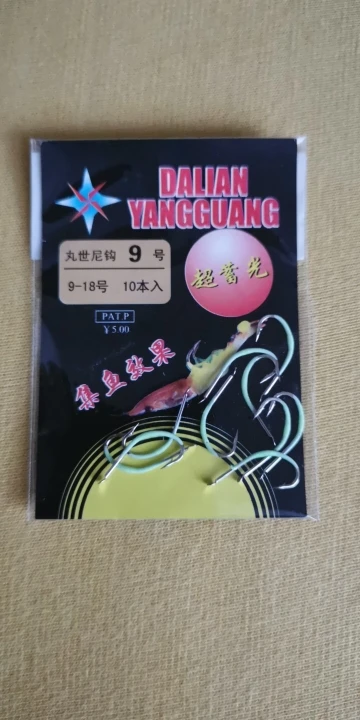 DALIAN
YANGGUANG
丸世尼钩 9 号
9-18号 10本入
超蓄光
PAT.P
¥5.00
集鱼效果